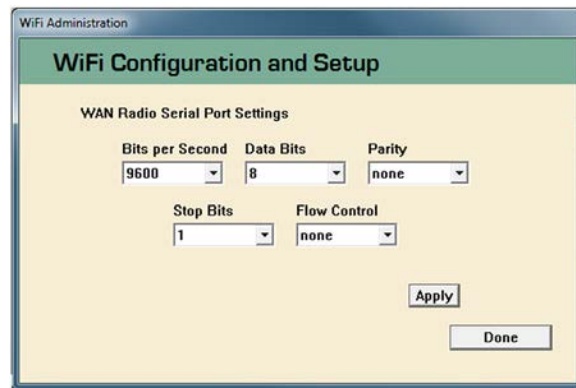 WiFi Administration
WiFi Configuration and Setup
WAN Radio Serial Port Settings
Bits per Second Data Bits Parity
9600 8 none
Stop Bits Flow Control
1 none
Apply
Done